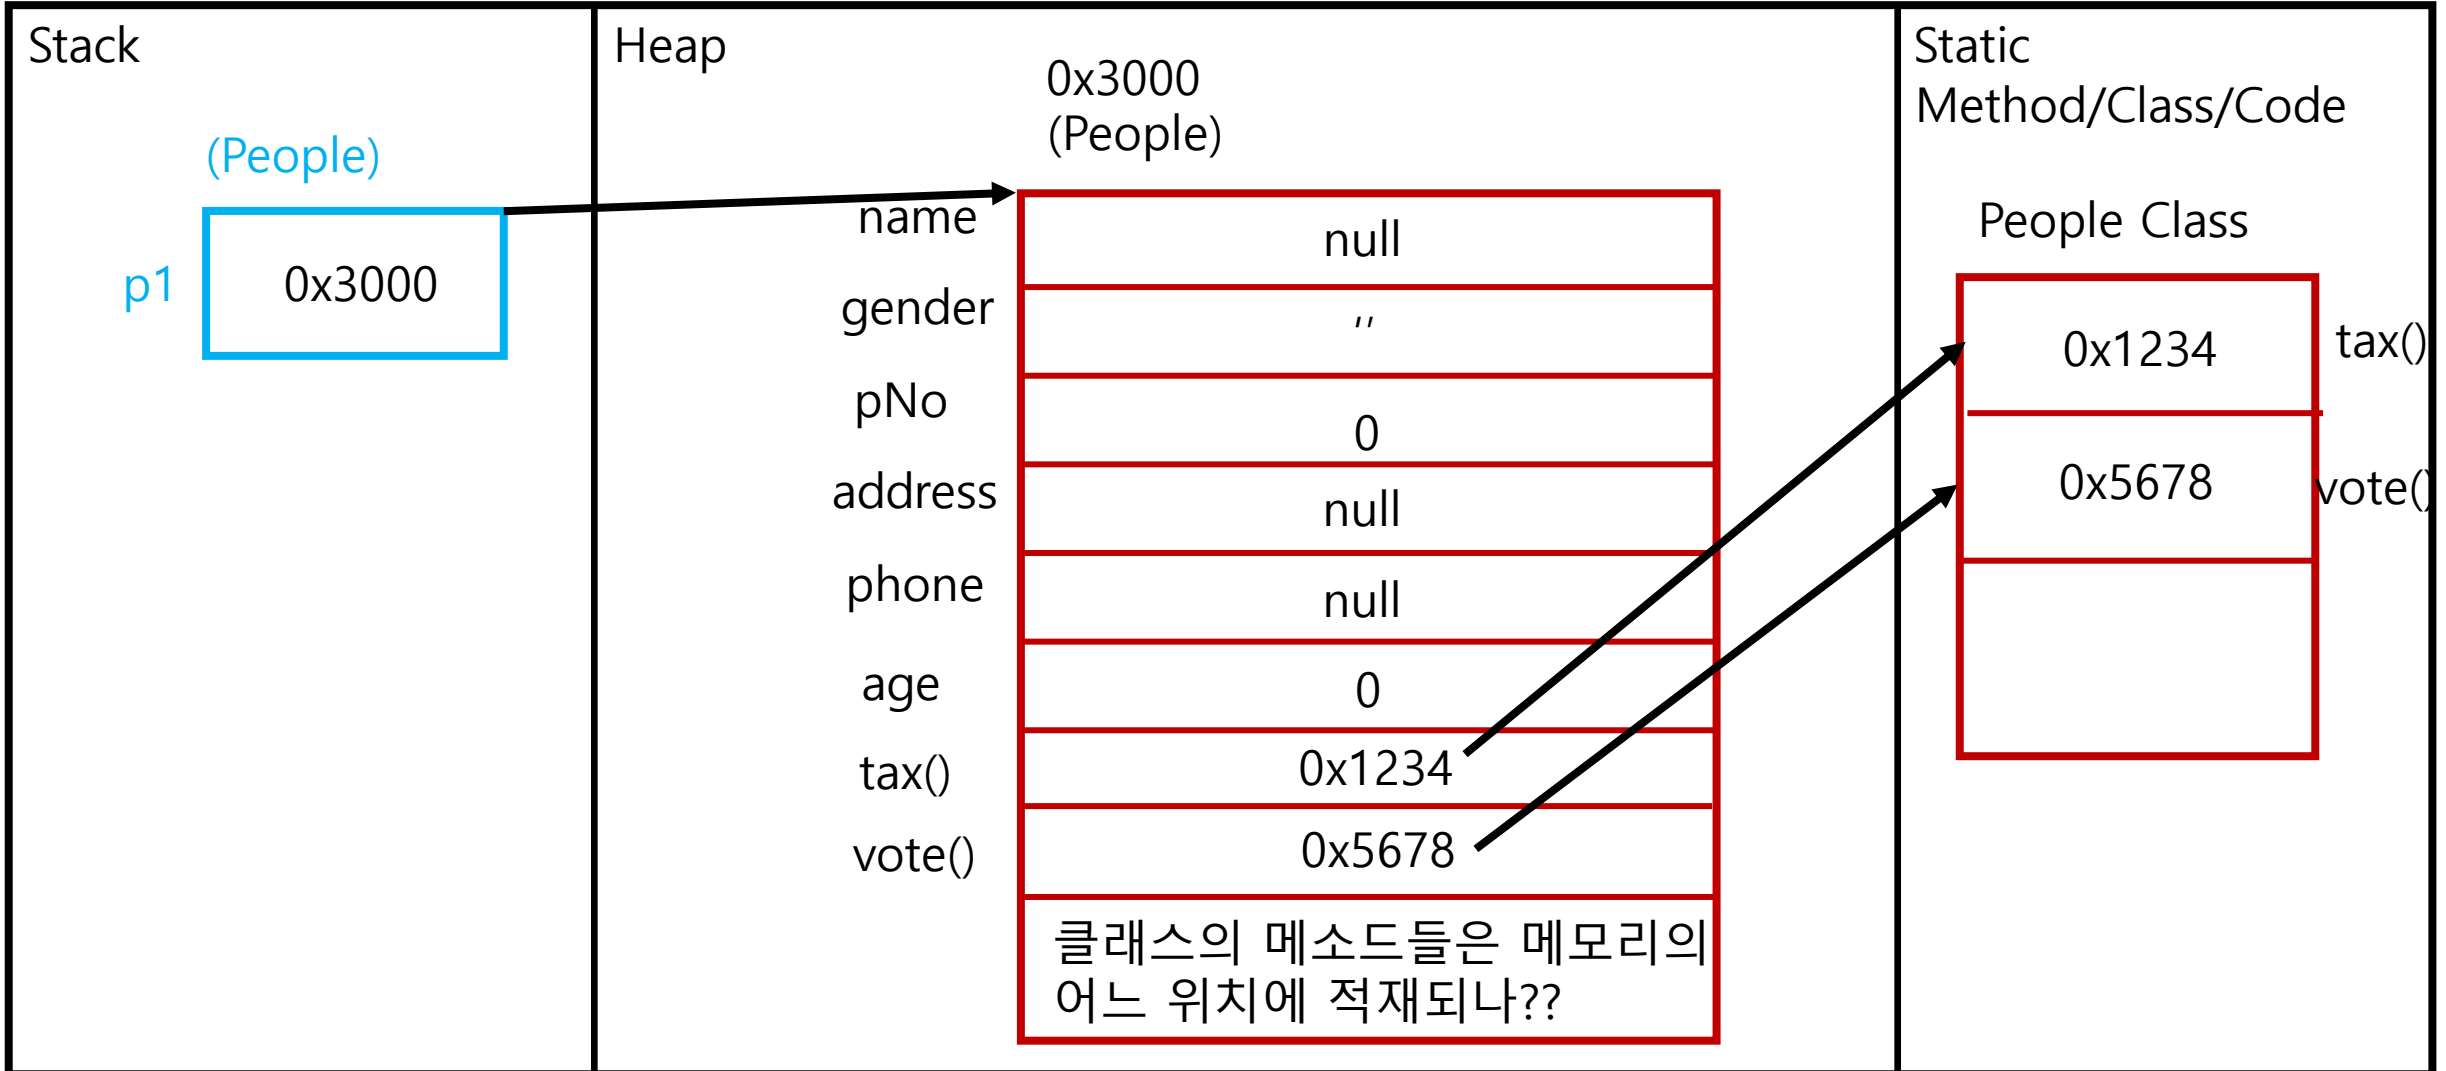 Stack
(People)
p1
0x3000
Heap
0x3000
(People)
name
null
gender
''
pNo
0
address
null
phone
null
age
0
tax()
0x1234
vote()
0x5678
클래스의 메소드들은 메모리의
어느 위치에 적재되나??
Static
Method/Class/Code
People Class
0x1234
tax()
0x5678
vote()